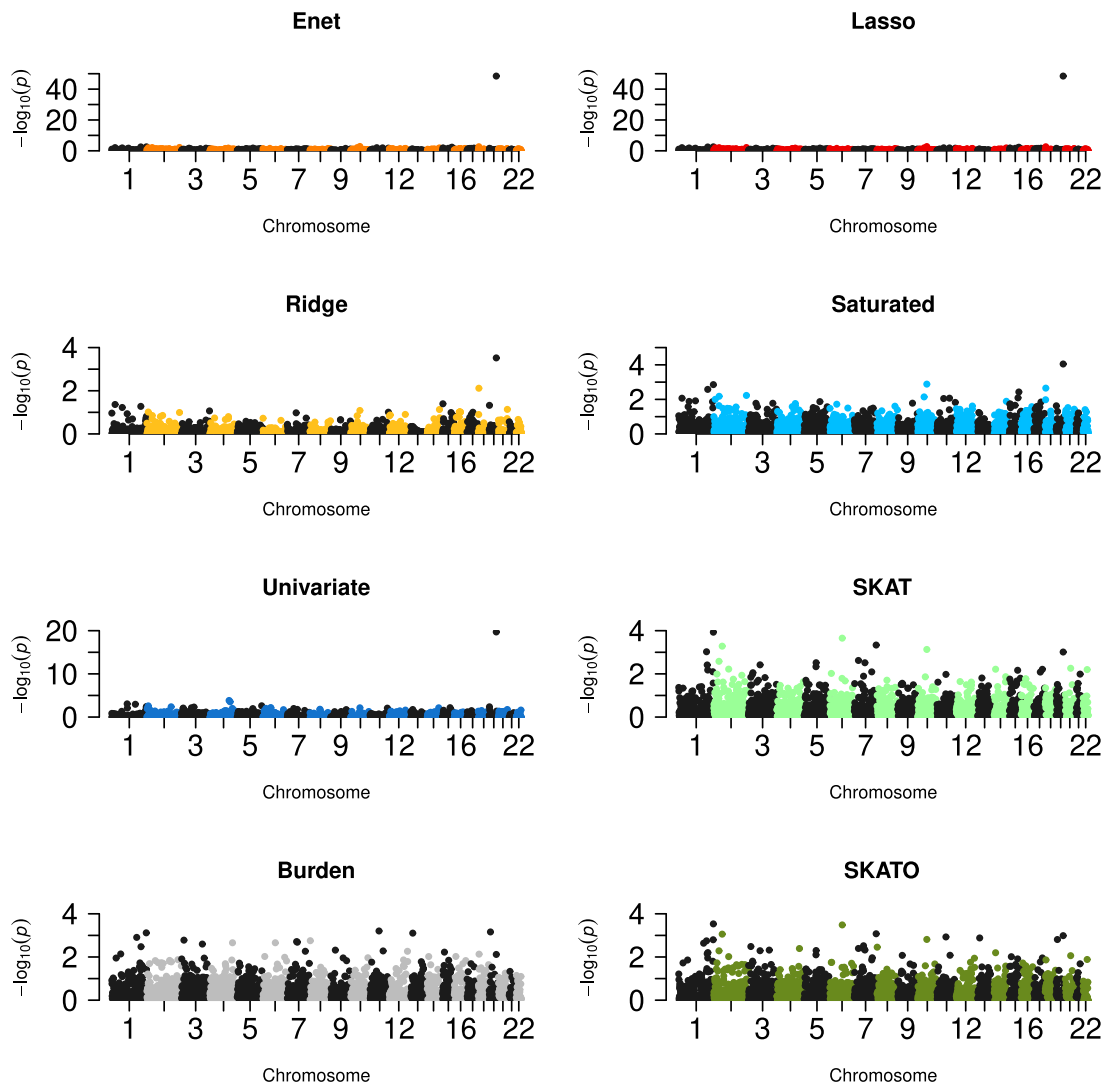 Enet
−log10(p)
0 20 40
1 3 5 7 9 12 16 22
Chromosome
Lasso
−log10(p)
0 20 40
1 3 5 7 9 12 16 22
Chromosome
Ridge
−log10(p)
0 2 4
1 3 5 7 9 12 16 22
Chromosome
Saturated
−log10(p)
0 2 4
1 3 5 7 9 12 16 22
Chromosome
Univariate
−log10(p)
0 10 20
1 3 5 7 9 12 16 22
Chromosome
SKAT
−log10(p)
0 2 4
1 3 5 7 9 12 16 22
Chromosome
Burden
−log10(p)
0 2 4
1 3 5 7 9 12 16 22
Chromosome
SKATO
−log10(p)
0 2 4
1 3 5 7 9 12 16 22
Chromosome